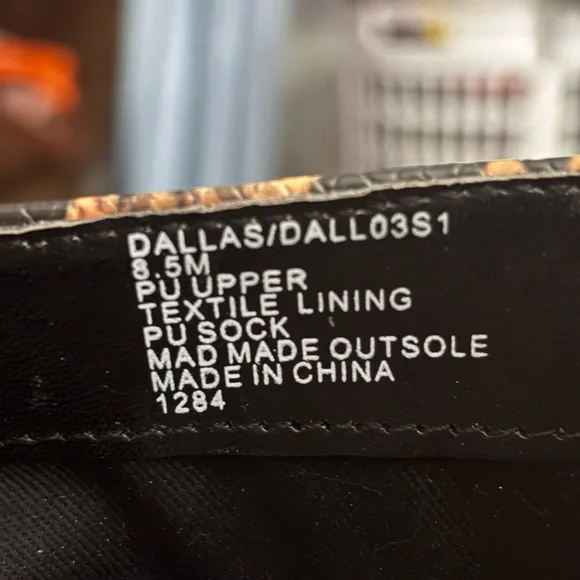 DALLAS/DALL03S1
8.5M
PU UPPER
TEXTILE LINING
PU SOCK
MAD MADE OUTSOLE
MADE IN CHINA
1284